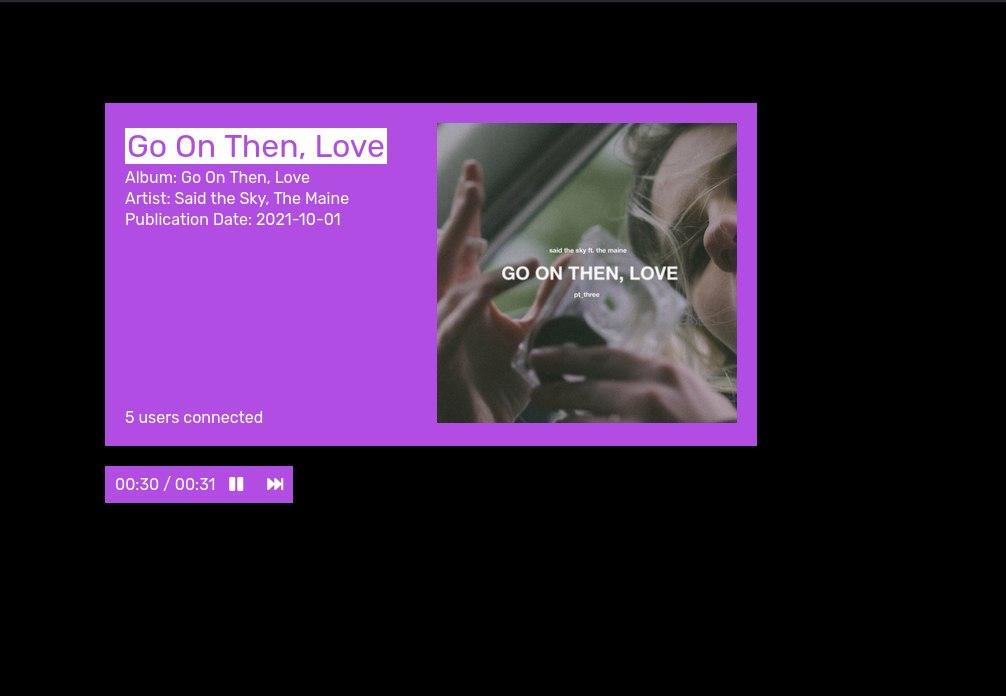 Go On Then, Love
Album: Go On Then, Love
Artist: Said the Sky, The Maine
Publication Date: 2021-10-01
5 users connected
said the sky ft. the maine
GO ON THEN, LOVE
pt_three
00:30 / 00:31